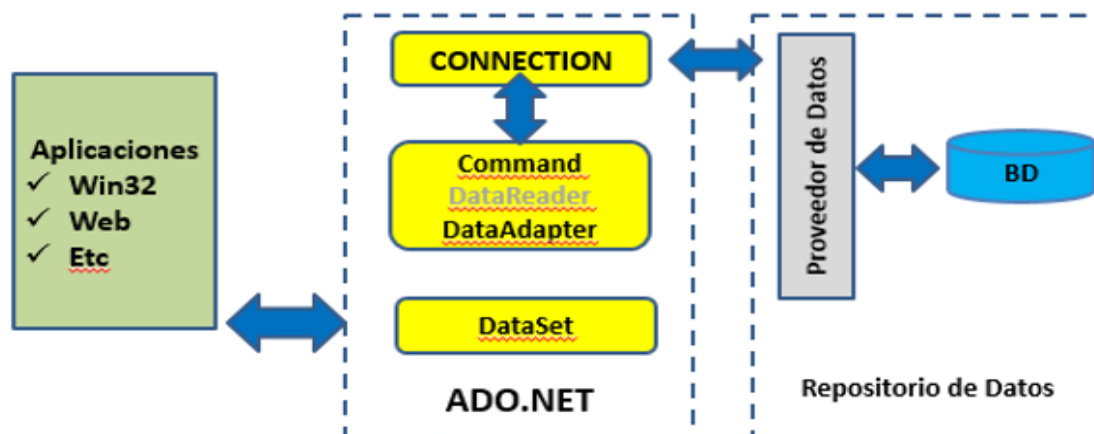 Aplicaciones
✓ Win32
✓ Web
✓ Etc
CONNECTION
Command
DataReader
DataAdapter
DataSet
ADO.NET
Proveedor de Datos
BD
Repositorio de Datos